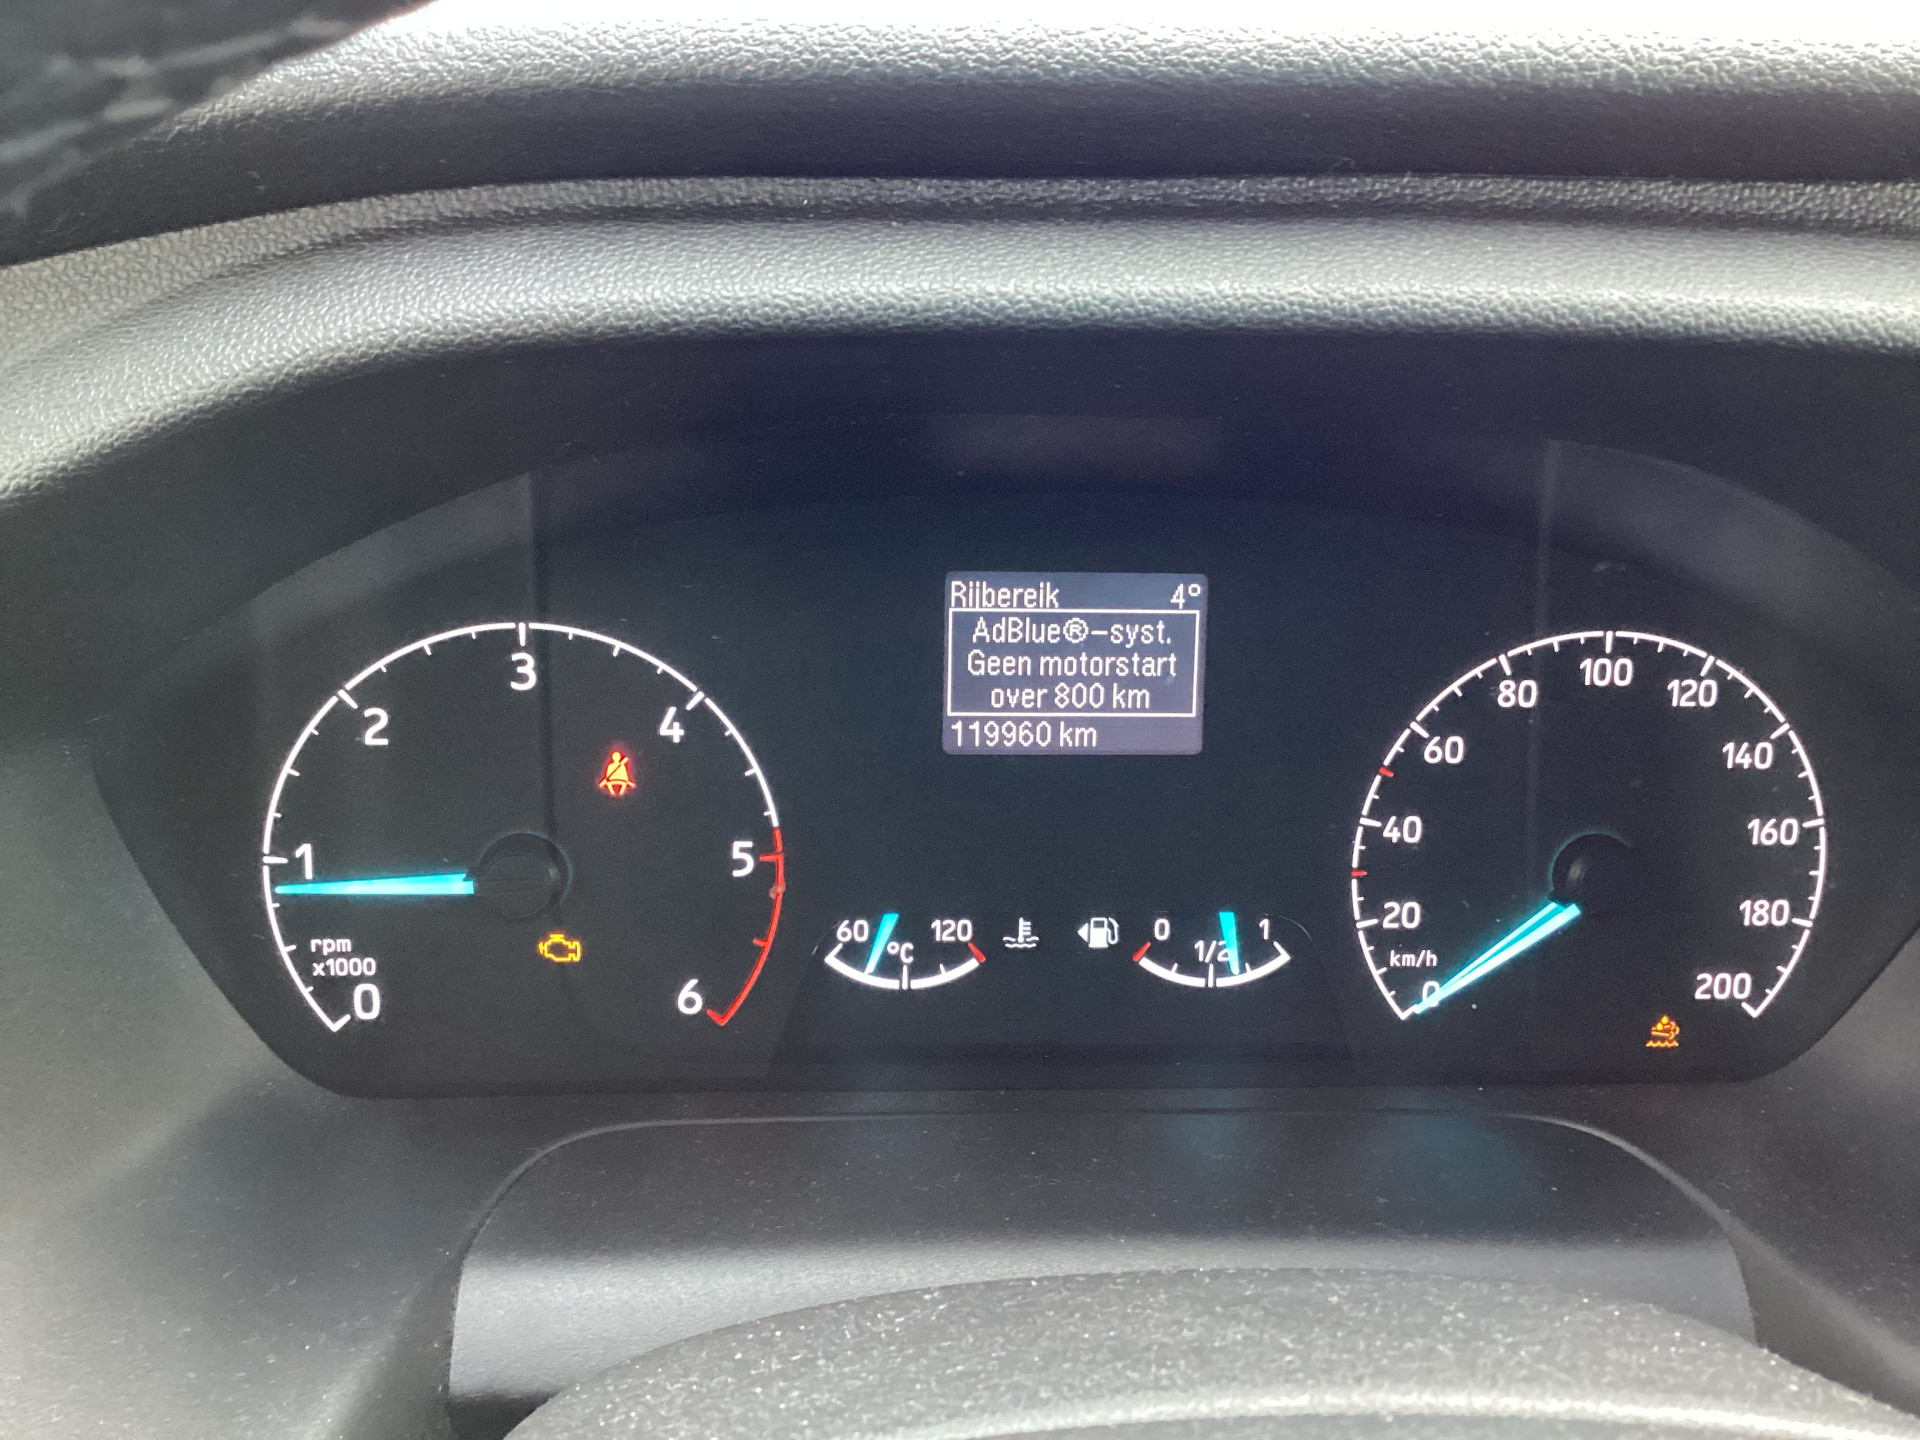 Rijbereik 4°
AdBlue®-syst.
Geen motorstart
over 800 km
119960 km
0
1
2
3
4
5
6
rpm
x1000
60
°C
120
0
1/2
1
0
20
40
60
80
100
120
140
160
180
200
km/h